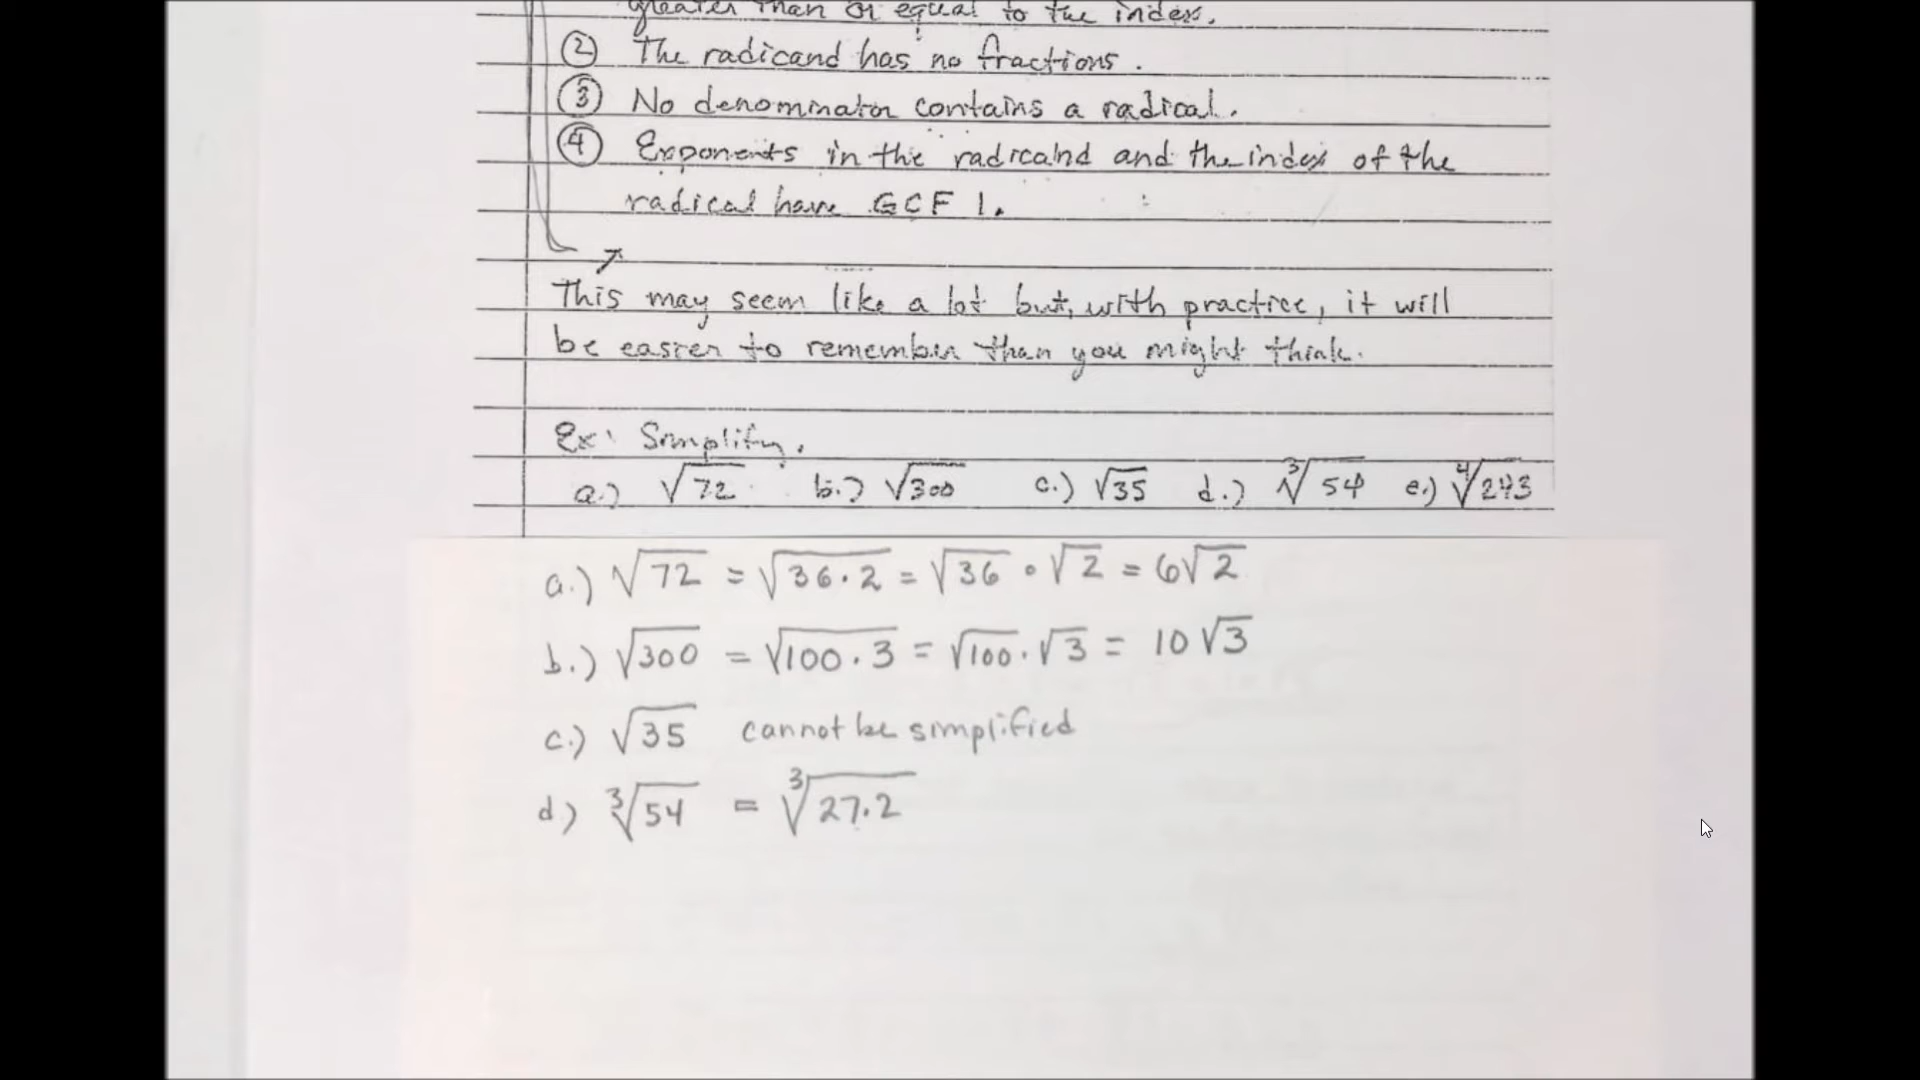 greater than or equal to the index.
② The radicand has no fractions.
③ No denominator contains a radical.
④ Exponents in the radicand and the index of the
radical have GCF 1.
This may seem like a lot but, with practice, it will
be easier to remember than you might think.
Ex: Simplify.
a.) √72 b.) √300 c.) √35 d.) ∛54 e.) ∜243
a.) √72 = √36·2 = √36 · √2 = 6√2
b.) √300 = √100·3 = √100 · √3 = 10√3
c.) √35 cannot be simplified
d) ∛54 = ∛27·2